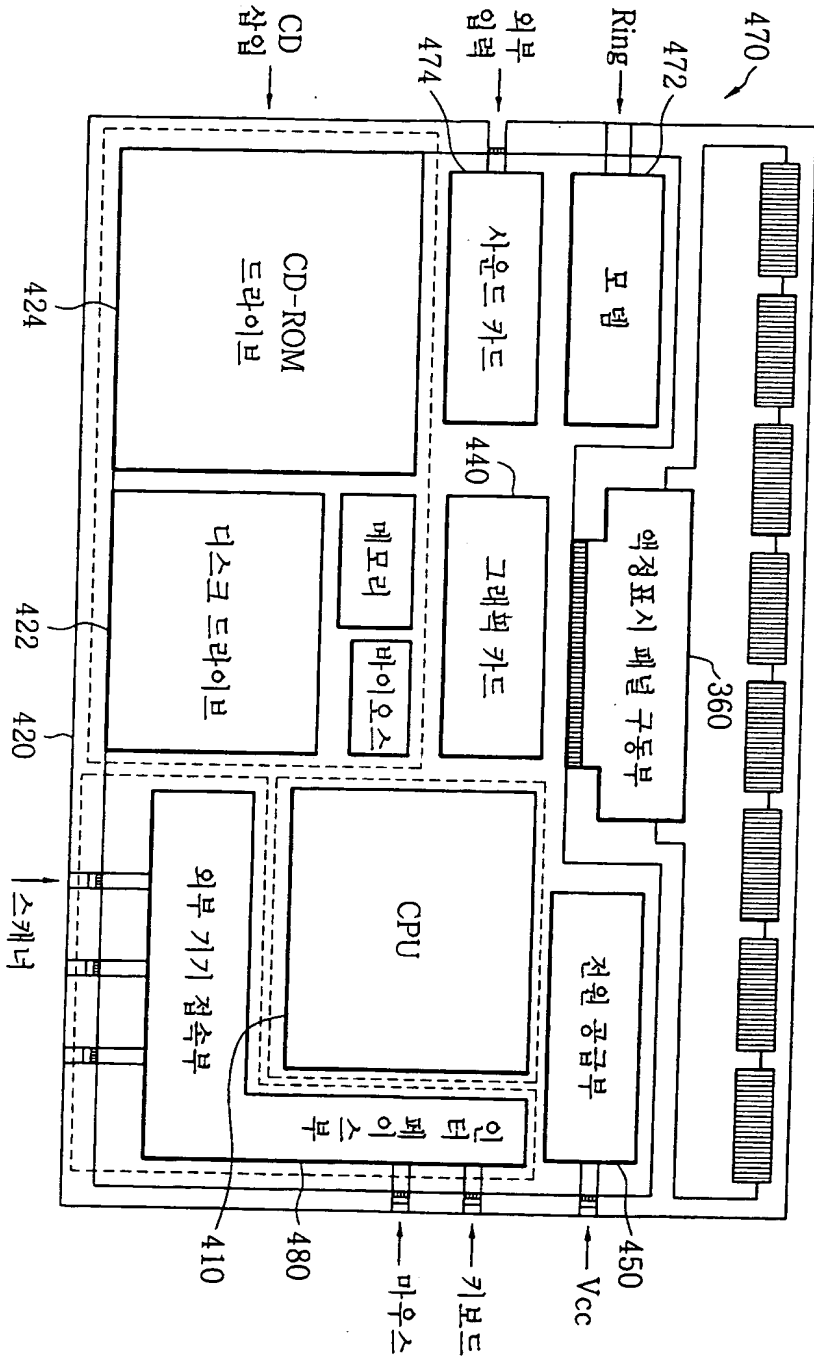 470
Ring
472
외부
입력
474
CD
삽입
모뎀
사운드 카드
CD-ROM
드라이브
424
440
액정표시 패널 구동부
360
그래픽 카드
메모리
바이오스
디스크 드라이브
422
420
전원 공급부
CPU
외부 기기 접속부
인터
페이스부
스캐너
450
Vcc
키보드
마우스
480
410